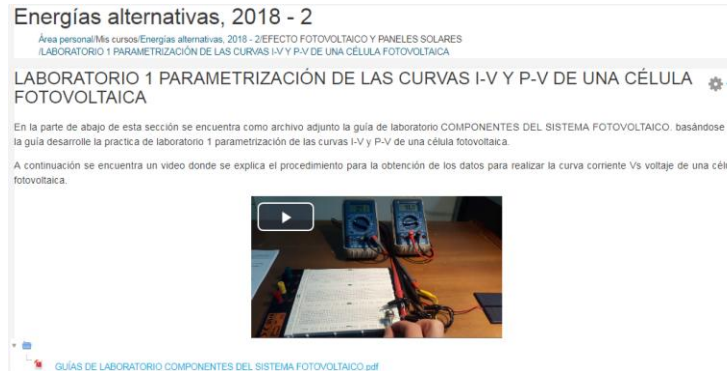 Energías alternativas, 2018 - 2
Área personal/Mis cursos/Energías alternativas, 2018 - 2/EFECTO FOTOVOLTAICO Y PANELES SOLARES
/LABORATORIO 1 PARAMETRIZACIÓN DE LAS CURVAS I-V Y P-V DE UNA CÉLULA FOTOVOLTAICA
LABORATORIO 1 PARAMETRIZACIÓN DE LAS CURVAS I-V Y P-V DE UNA CÉLULA
FOTOVOLTAICA
En la parte de abajo de esta sección se encuentra como archivo adjunto la guía de laboratorio COMPONENTES DEL SISTEMA FOTOVOLTAICO. basándose
la guía desarrolle la practica de laboratorio 1 parametrización de las curvas I-V y P-V de una célula fotovoltaica.
A continuación se encuentra un video donde se explica el procedimiento para la obtención de los datos para realizar la curva corriente Vs voltaje de una cél
fotovoltaica.
GUÍAS DE LABORATORIO COMPONENTES DEL SISTEMA FOTOVOLTAICO.pdf